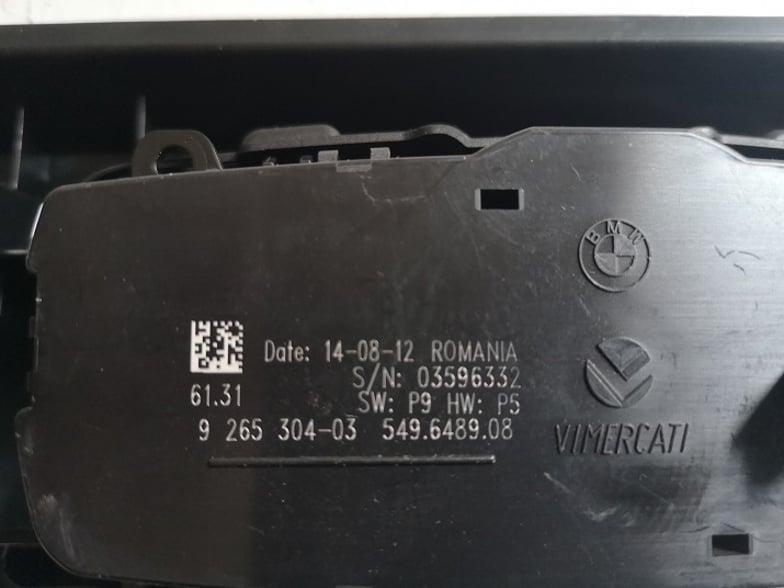 BMW
Date: 14-08-12 ROMANIA
S/N: 03596332
61.31
SW: P9 HW: P5
9 265 304-03 549.6489.08
VIMERCATI